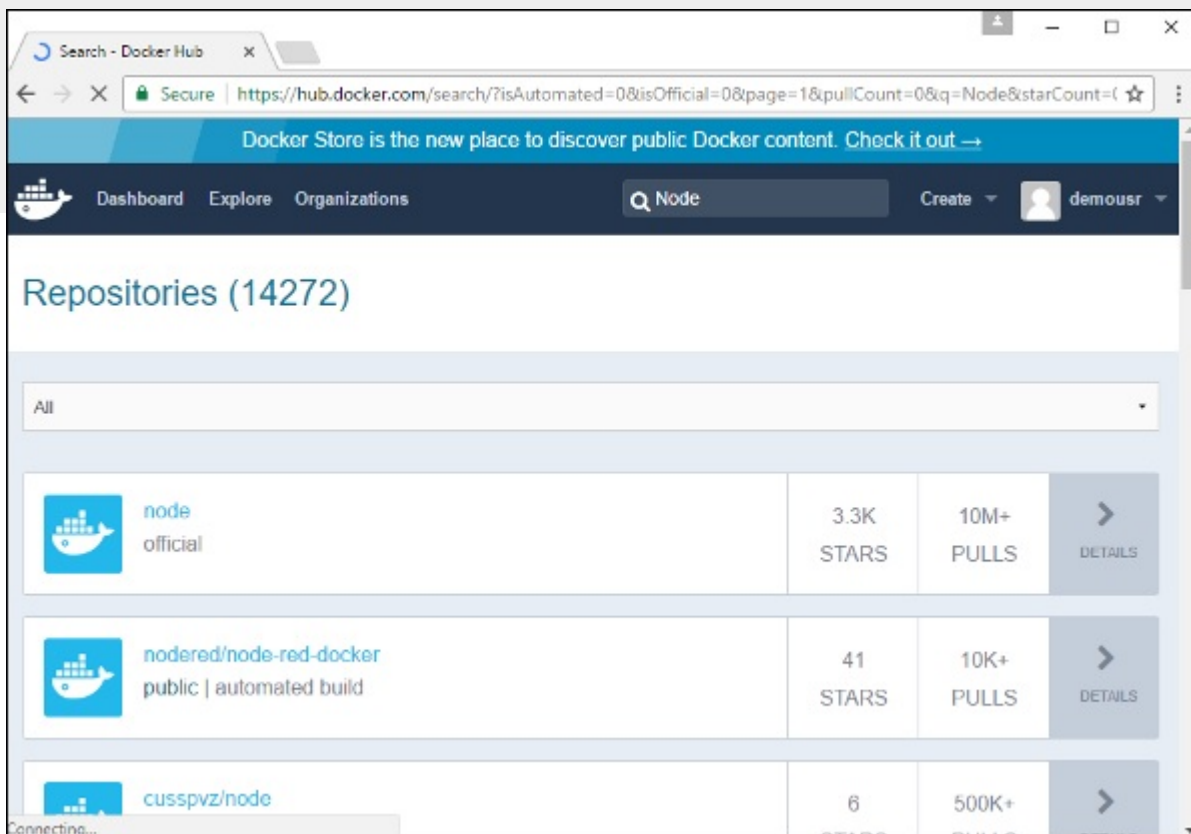 Search - Docker Hub
Secure | https://hub.docker.com/search/?isAutomated=0&isOfficial=0&page=1&pullCount=0&q=Node&starCount=(
Docker Store is the new place to discover public Docker content. Check it out →
Dashboard Explore Organizations Node Create demousr
Repositories (14272)
All
node
official
3.3K
STARS
10M+
PULLS
DETAILS
nodered/node-red-docker
public | automated build
41
STARS
10K+
PULLS
DETAILS
cusspvz/node
6
500K+
Connecting...